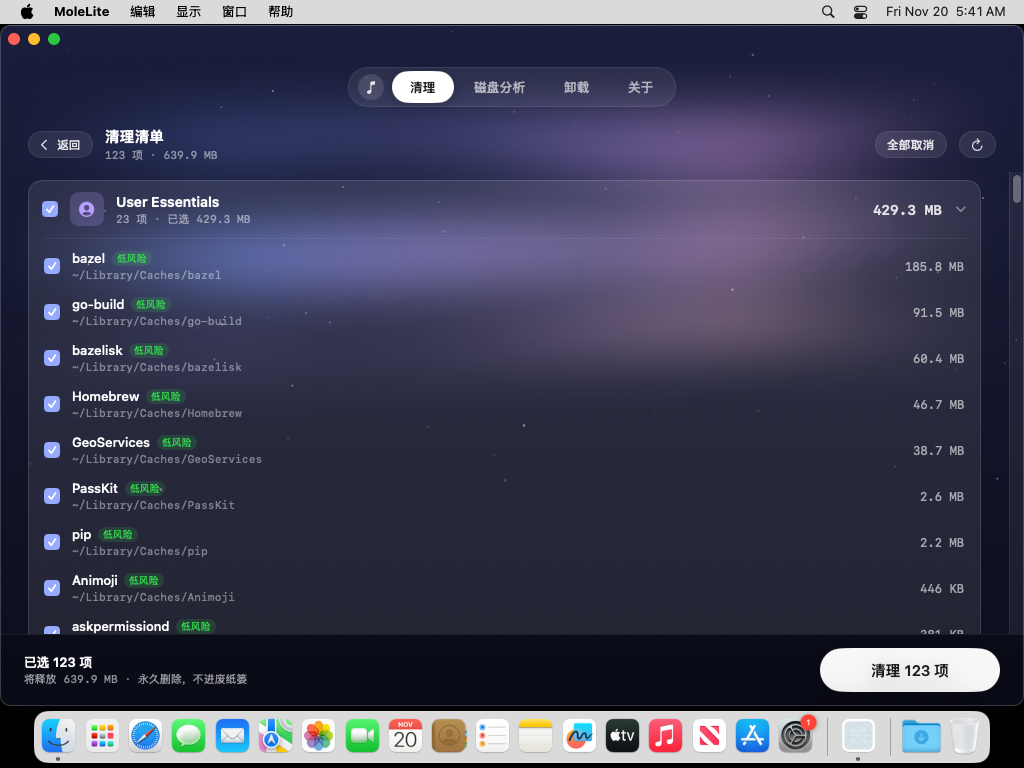 MoleLite 编辑 显示 窗口 帮助 Fri Nov 20 5:41 AM
清理 磁盘分析 卸载 关于
返回 清理清单 全部取消
123 项 · 639.9 MB
User Essentials
23 项 · 已选 429.3 MB
429.3 MB
bazel 低风险
~/Library/Caches/bazel
185.8 MB
go-build 低风险
~/Library/Caches/go-build
91.5 MB
bazelisk 低风险
~/Library/Caches/bazelisk
60.4 MB
Homebrew 低风险
~/Library/Caches/Homebrew
46.7 MB
GeoServices 低风险
~/Library/Caches/GeoServices
38.7 MB
PassKit 低风险
~/Library/Caches/PassKit
2.6 MB
pip 低风险
~/Library/Caches/pip
2.2 MB
Animoji 低风险
~/Library/Caches/Animoji
446 KB
askpermissiond 低风险
已选 123 项
将释放 639.9 MB · 永久删除，不进废纸篓
清理 123 项
NOV
20
tv
1